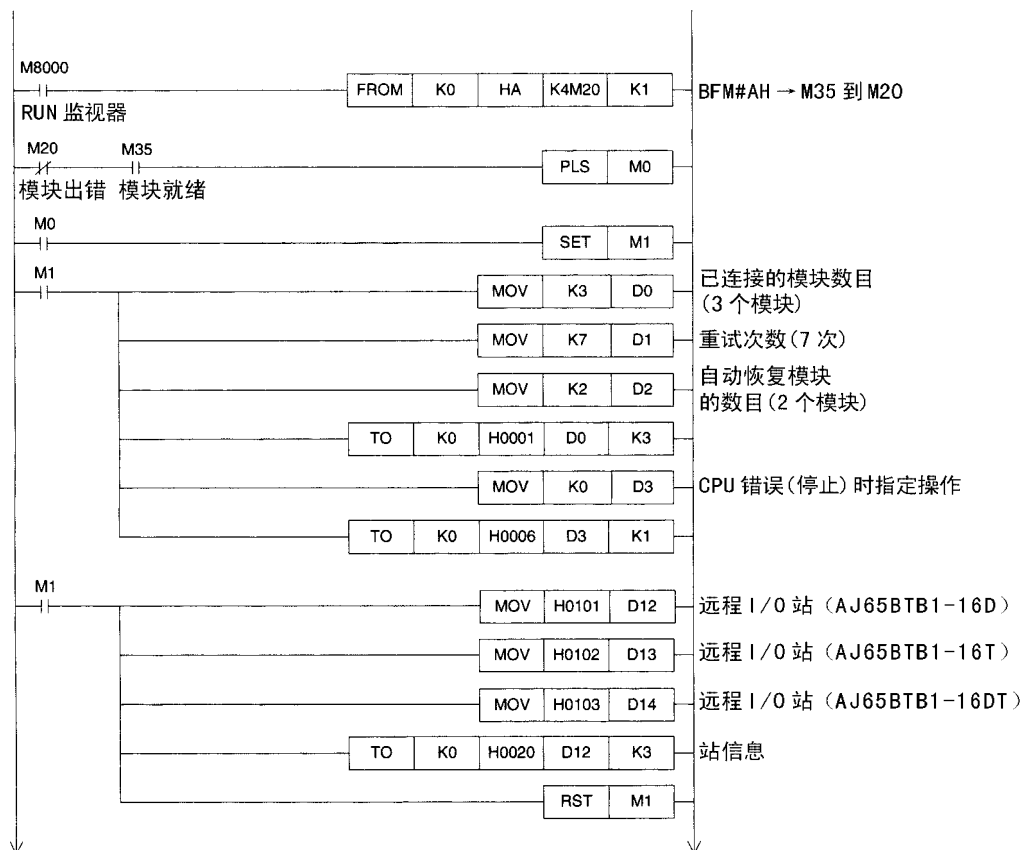 M8000
FROM K0 HA K4M20 K1 BFM#AH→M35 到 M20
RUN 监视器
M20 M35
PLS M0
模块出错 模块就绪
M0
SET M1
M1
MOV K3 D0 已连接的模块数目
(3 个模块)
MOV K7 D1 重试次数(7 次)
MOV K2 D2 自动恢复模块
的数目(2 个模块)
TO K0 H0001 D0 K3
MOV K0 D3 CPU 错误(停止)时指定操作
TO K0 H0006 D3 K1
M1
MOV H0101 D12 远程 I/O 站（AJ65BTB1-16D）
MOV H0102 D13 远程 I/O 站（AJ65BTB1-16T）
MOV H0103 D14 远程 I/O 站（AJ65BTB1-16DT）
TO K0 H0020 D12 K3 站信息
RST M1